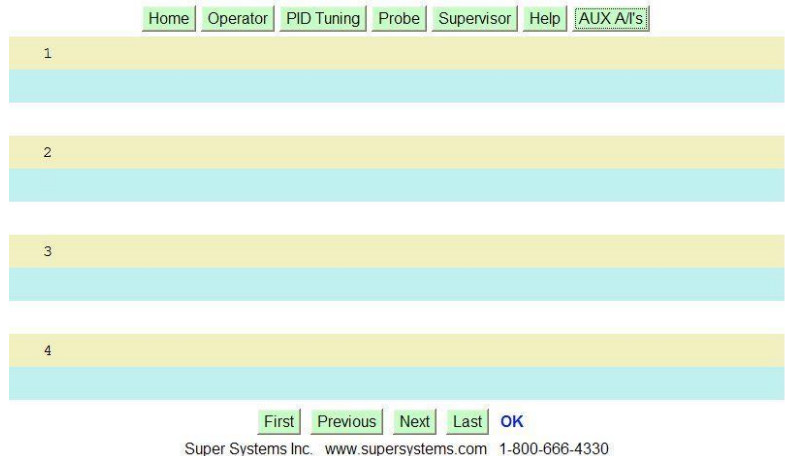 Home Operator PID Tuning Probe Supervisor Help AUX A/I's
1
2
3
4
First Previous Next Last OK
Super Systems Inc. www.supersystems.com 1-800-666-4330